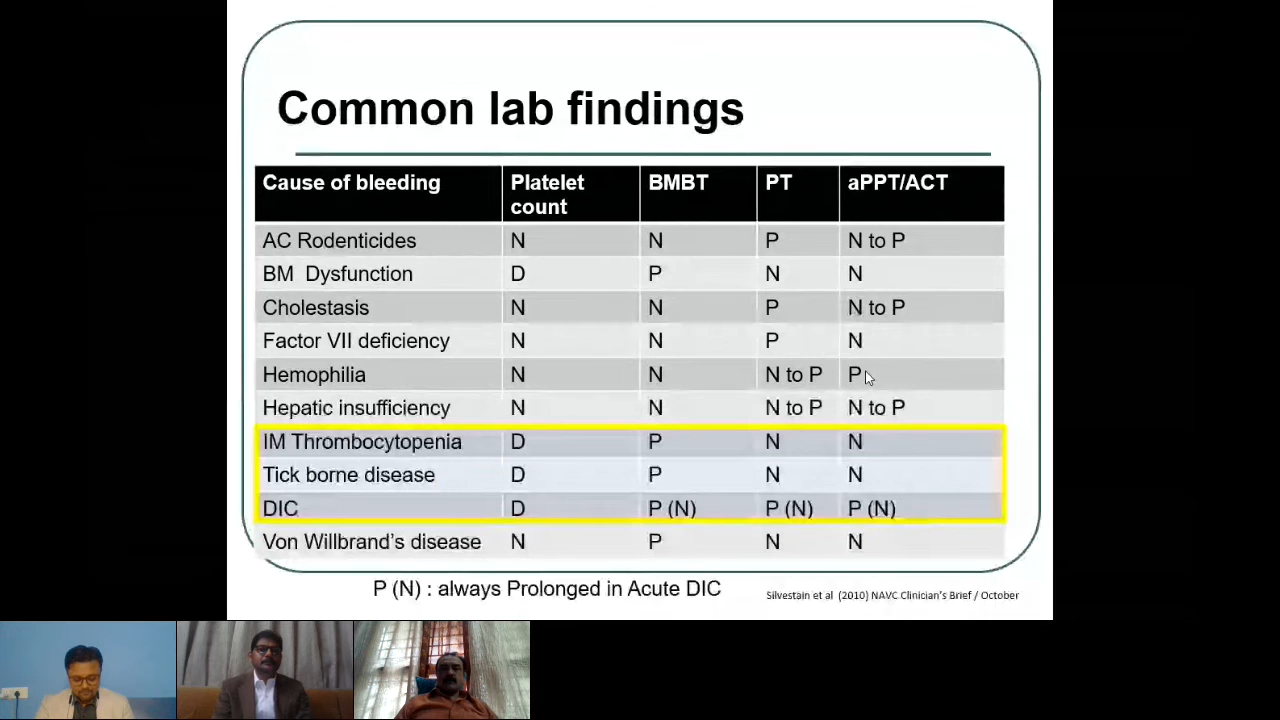 Common lab findings
Cause of bleeding Platelet count BMBT PT aPPT/ACT
AC Rodenticides N N P N to P
BM Dysfunction D P N N
Cholestasis N N P N to P
Factor VII deficiency N N P N
Hemophilia N N N to P P
Hepatic insufficiency N N N to P N to P
IM Thrombocytopenia D P N N
Tick borne disease D P N N
DIC D P (N) P (N) P (N)
Von Willbrand's disease N P N N
P (N) : always Prolonged in Acute DIC
Silvestain et al (2010) NAVC Clinician's Brief / October